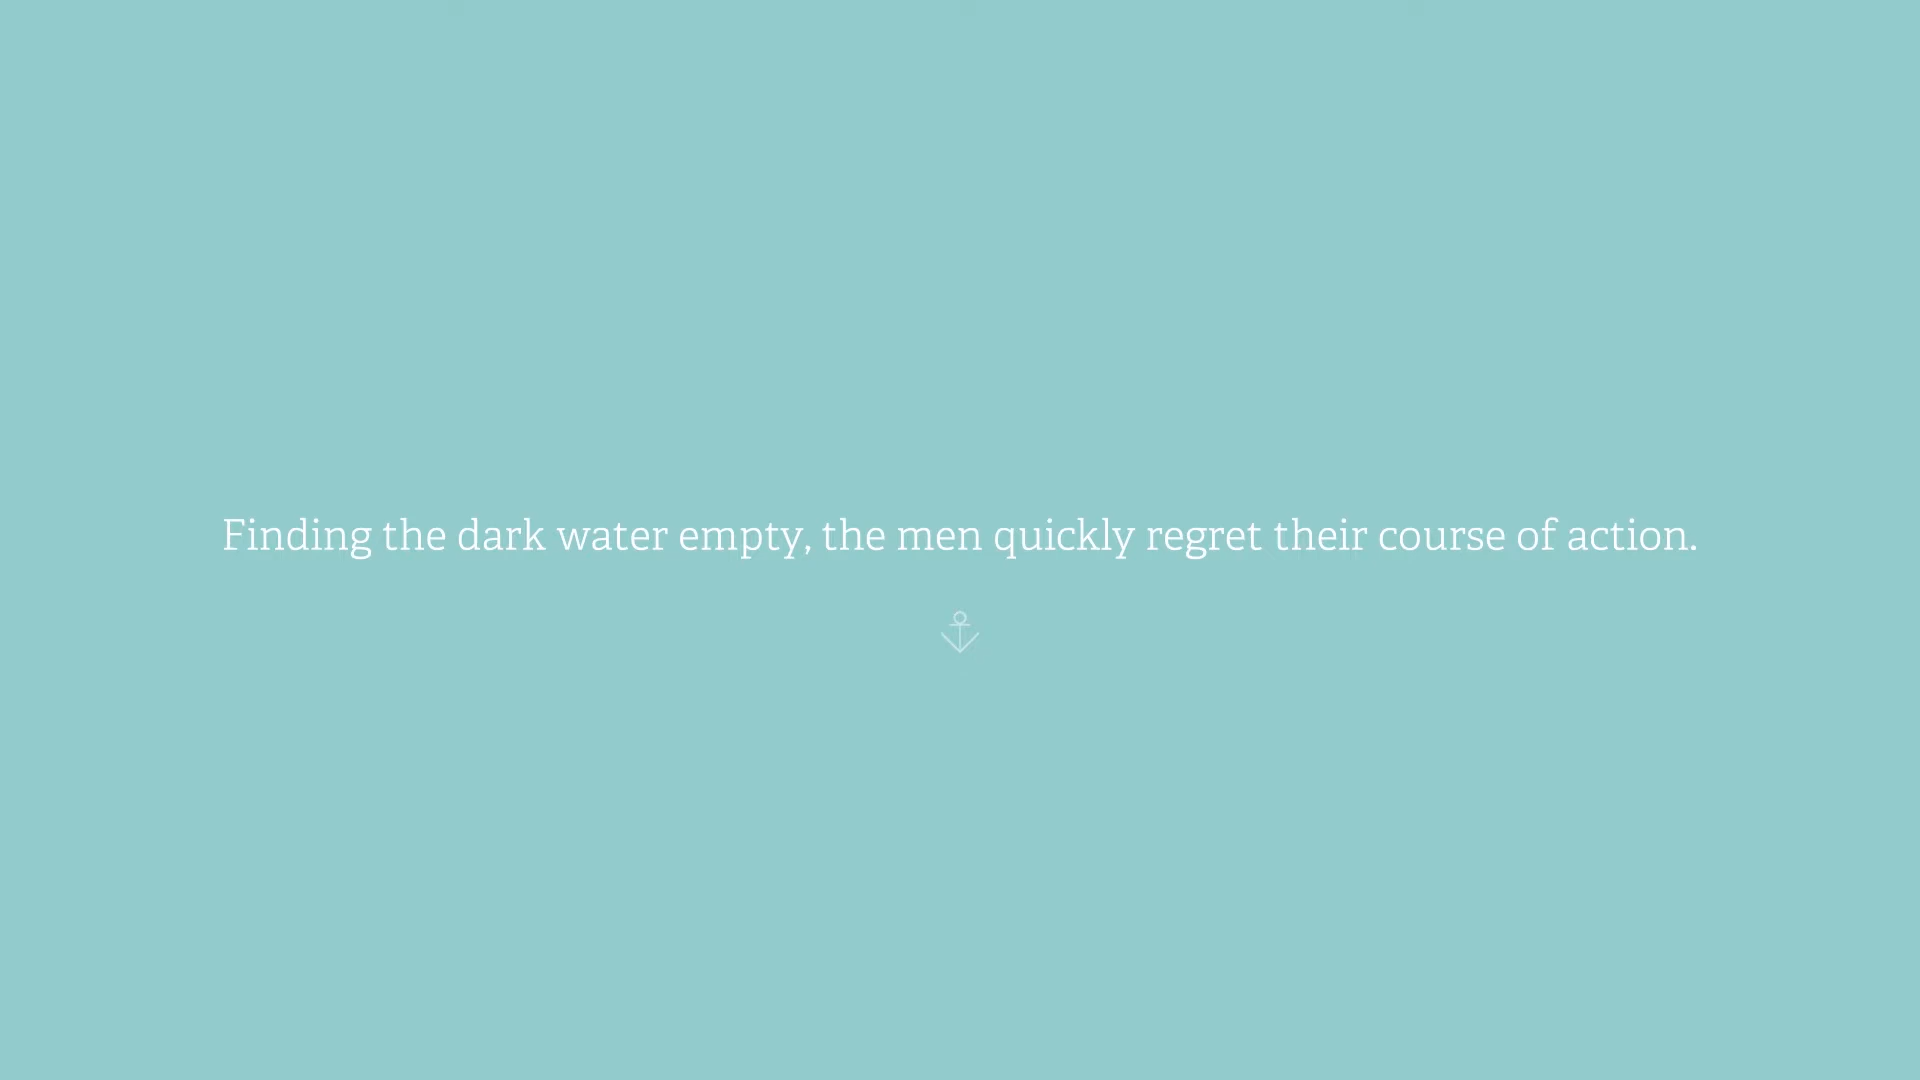 Finding the dark water empty, the men quickly regret their course of action.